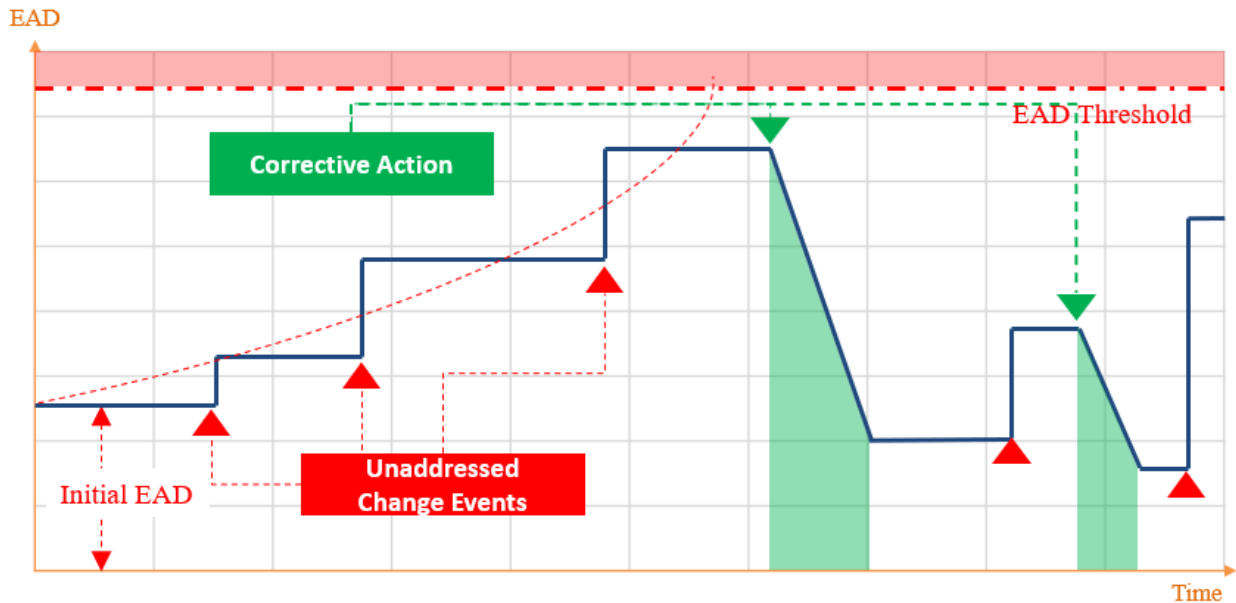 EAD
EAD Threshold
Corrective Action
Unaddressed
Change Events
Initial EAD
Time